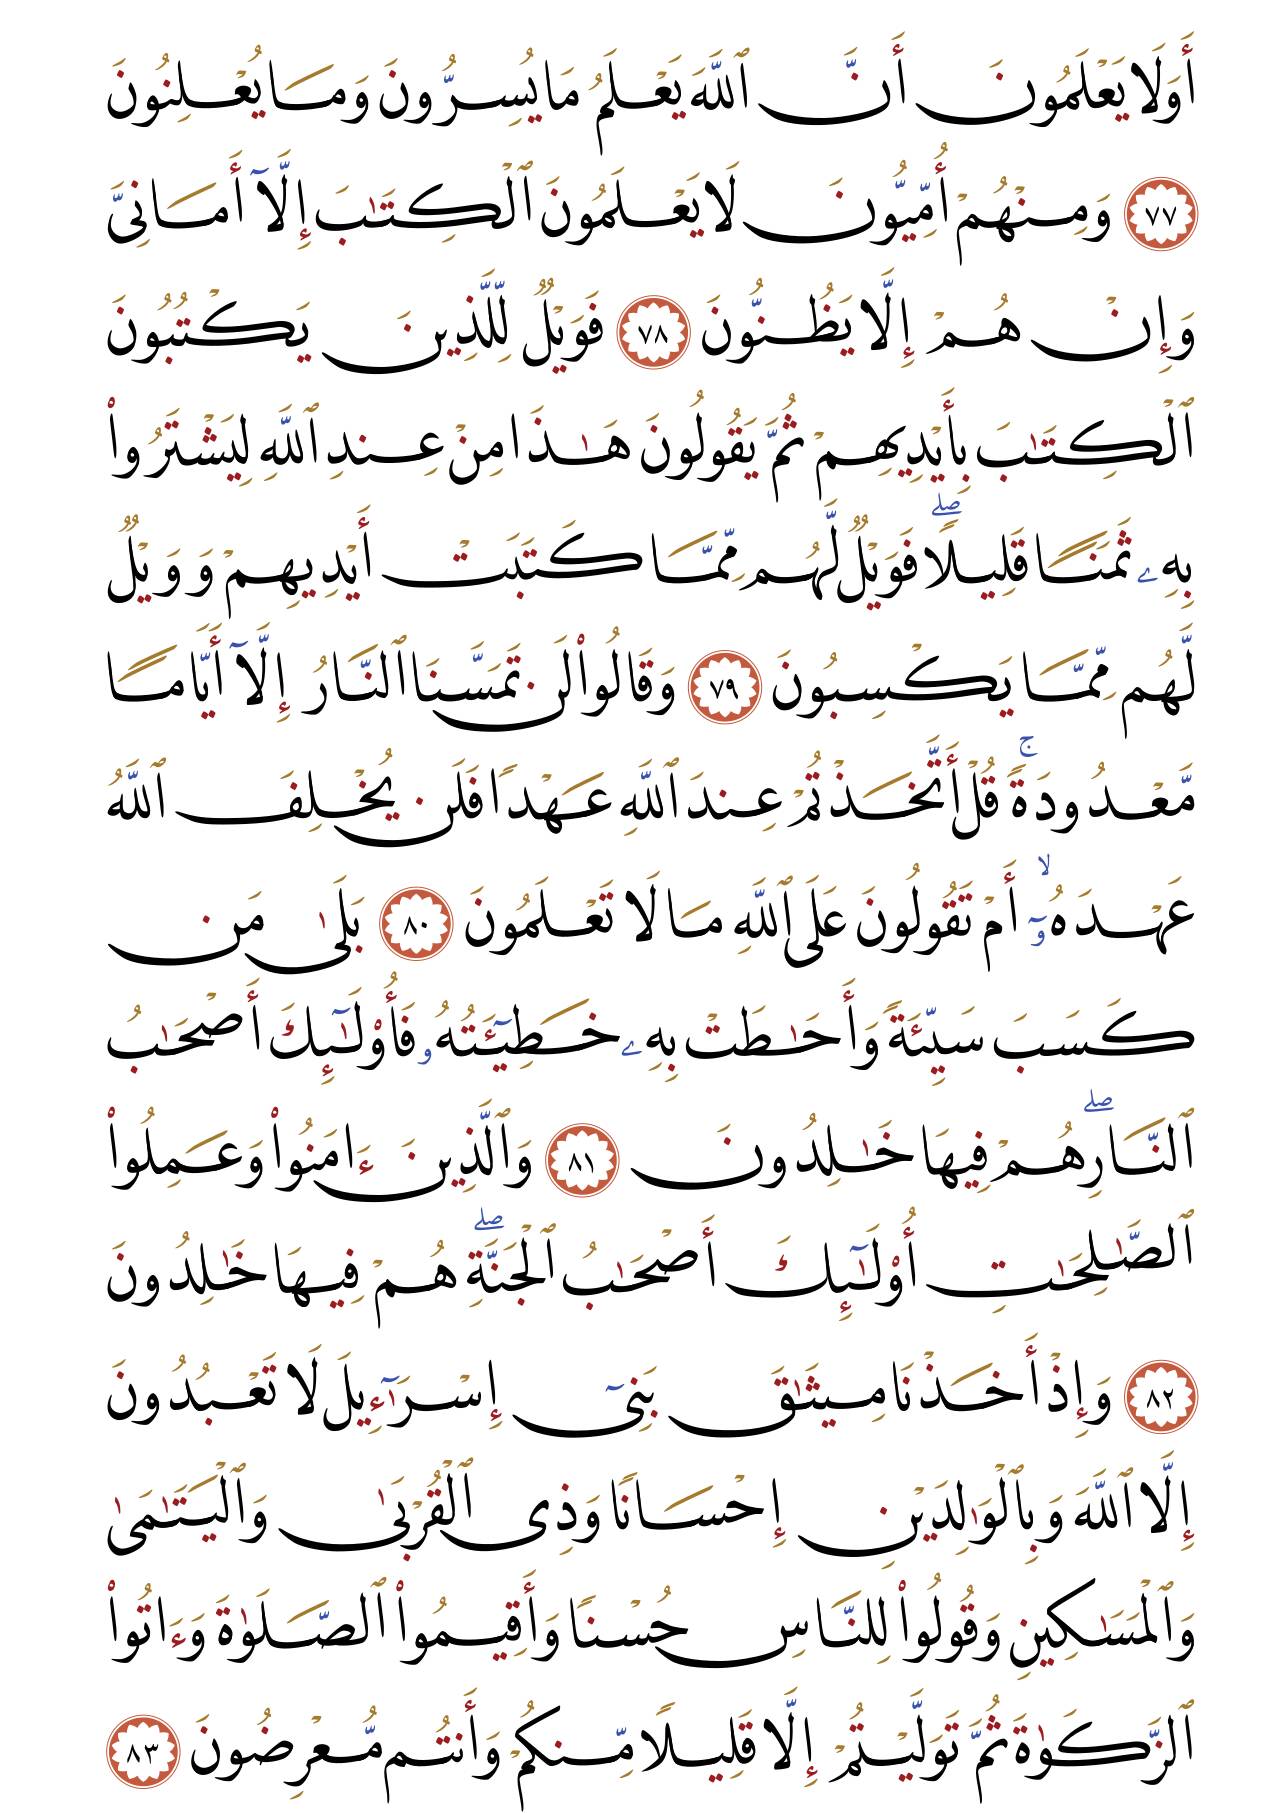 أَوَلَا يَعْلَمُونَ أَنَّ ٱللَّهَ يَعْلَمُ مَا يُسِرُّونَ وَمَا يُعْلِنُونَ
٧٧ وَمِنْهُمْ أُمِّيُّونَ لَا يَعْلَمُونَ ٱلْكِتَٰبَ إِلَّآ أَمَانِىَّ
وَإِنْ هُمْ إِلَّا يَظُنُّونَ ٧٨ فَوَيْلٌ لِّلَّذِينَ يَكْتُبُونَ
ٱلْكِتَٰبَ بِأَيْدِيهِمْ ثُمَّ يَقُولُونَ هَٰذَا مِنْ عِندِ ٱللَّهِ لِيَشْتَرُوا۟
بِهِۦ ثَمَنًا قَلِيلًاۖ فَوَيْلٌ لَّهُم مِّمَّا كَتَبَتْ أَيْدِيهِمْ وَوَيْلٌ
لَّهُم مِّمَّا يَكْسِبُونَ ٧٩ وَقَالُوا۟ لَن تَمَسَّنَا ٱلنَّارُ إِلَّآ أَيَّامًا
مَّعْدُودَةًۚ قُلْ أَتَّخَذْتُمْ عِندَ ٱللَّهِ عَهْدًا فَلَن يُخْلِفَ ٱللَّهُ
عَهْدَهُۥٓۙ أَمْ تَقُولُونَ عَلَى ٱللَّهِ مَا لَا تَعْلَمُونَ ٨٠ بَلَىٰ مَن
كَسَبَ سَيِّئَةً وَأَحَٰطَتْ بِهِۦ خَطِيٓـَٔتُهُۥ فَأُو۟لَٰٓئِكَ أَصْحَٰبُ
ٱلنَّارِۖ هُمْ فِيهَا خَٰلِدُونَ ٨١ وَٱلَّذِينَ ءَامَنُوا۟ وَعَمِلُوا۟
ٱلصَّٰلِحَٰتِ أُو۟لَٰٓئِكَ أَصْحَٰبُ ٱلْجَنَّةِۖ هُمْ فِيهَا خَٰلِدُونَ
٨٢ وَإِذْ أَخَذْنَا مِيثَٰقَ بَنِىٓ إِسْرَٰٓءِيلَ لَا تَعْبُدُونَ
إِلَّا ٱللَّهَ وَبِٱلْوَٰلِدَيْنِ إِحْسَانًا وَذِى ٱلْقُرْبَىٰ وَٱلْيَتَٰمَىٰ
وَٱلْمَسَٰكِينِ وَقُولُوا۟ لِلنَّاسِ حُسْنًا وَأَقِيمُوا۟ ٱلصَّلَوٰةَ وَءَاتُوا۟
ٱلزَّكَوٰةَ ثُمَّ تَوَلَّيْتُمْ إِلَّا قَلِيلًا مِّنكُمْ وَأَنتُم مُّعْرِضُونَ ٨٣